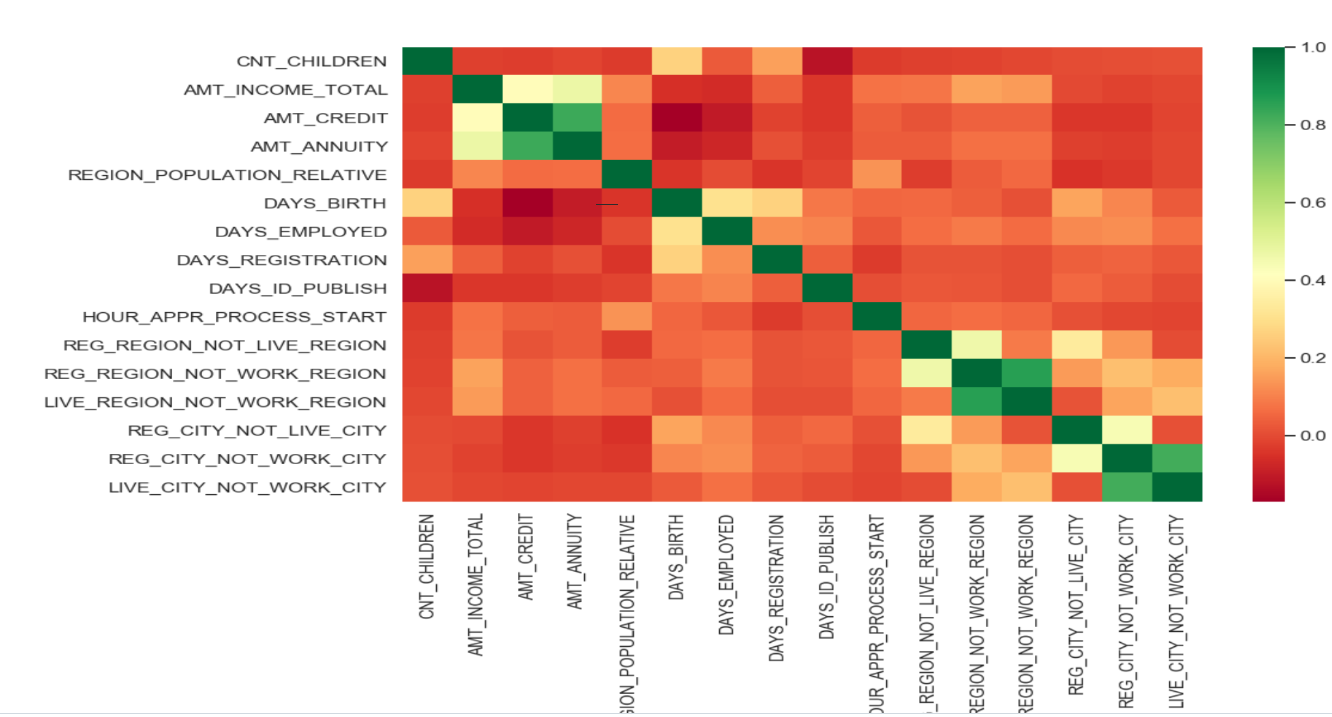 CNT_CHILDREN
AMT_INCOME_TOTAL
AMT_CREDIT
AMT_ANNUITY
REGION_POPULATION_RELATIVE
DAYS_BIRTH
DAYS_EMPLOYED
DAYS_REGISTRATION
DAYS_ID_PUBLISH
HOUR_APPR_PROCESS_START
REG_REGION_NOT_LIVE_REGION
REG_REGION_NOT_WORK_REGION
LIVE_REGION_NOT_WORK_REGION
REG_CITY_NOT_LIVE_CITY
REG_CITY_NOT_WORK_CITY
LIVE_CITY_NOT_WORK_CITY
1.0
0.8
0.6
0.4
0.2
0.0
CNT_CHILDREN
AMT_INCOME_TOTAL
AMT_CREDIT
AMT_ANNUITY
GION_POPULATION_RELATIVE
DAYS_BIRTH
DAYS_EMPLOYED
DAYS_REGISTRATION
DAYS_ID_PUBLISH
OUR_APPR_PROCESS_START
_REGION_NOT_LIVE_REGION
REGION_NOT_WORK_REGION
REGION_NOT_WORK_REGION
REG_CITY_NOT_LIVE_CITY
REG_CITY_NOT_WORK_CITY
LIVE_CITY_NOT_WORK_CITY